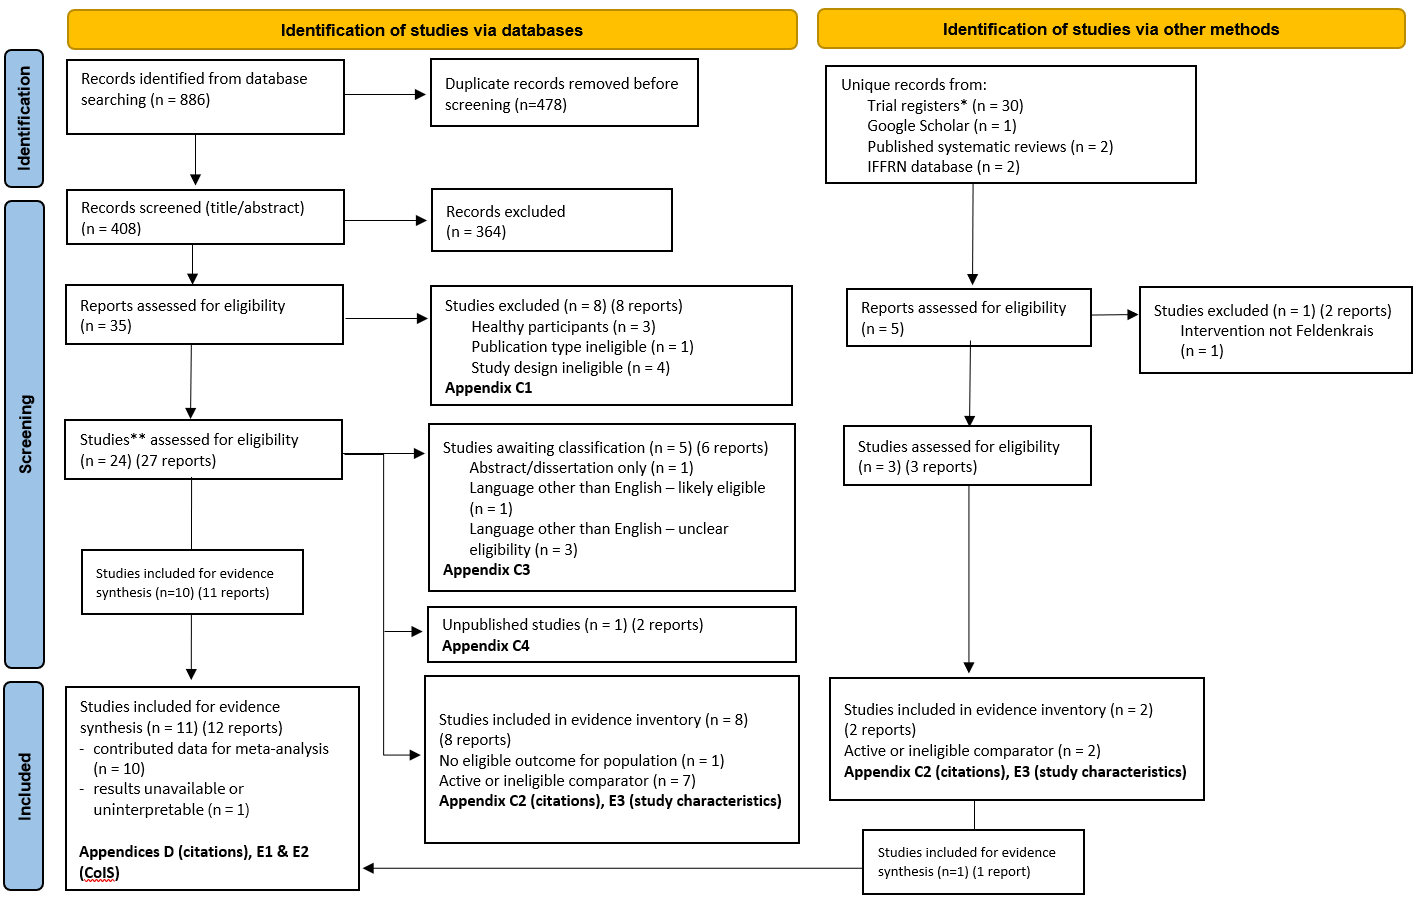 Identification of studies via databases
Identification of studies via other methods
Identification
Records identified from database
searching (n = 886)
Duplicate records removed before
screening (n=478)
Unique records from:
Trial registers* (n = 30)
Google Scholar (n = 1)
Published systematic reviews (n = 2)
IFFRN database (n = 2)
Screening
Records screened (title/abstract)
(n = 408)
Records excluded
(n = 364)
Reports assessed for eligibility
(n = 35)
Studies excluded (n = 8) (8 reports)
Healthy participants (n = 3)
Publication type ineligible (n = 1)
Study design ineligible (n = 4)
Appendix C1
Reports assessed for eligibility
(n = 5)
Studies excluded (n = 1) (2 reports)
Intervention not Feldenkrais
(n = 1)
Studies** assessed for eligibility
(n = 24) (27 reports)
Studies awaiting classification (n = 5) (6 reports)
Abstract/dissertation only (n = 1)
Language other than English – likely eligible
(n = 1)
Language other than English – unclear
eligibility (n = 3)
Appendix C3
Studies assessed for eligibility
(n = 3) (3 reports)
Studies included for evidence
synthesis (n=10) (11 reports)
Unpublished studies (n = 1) (2 reports)
Appendix C4
Included
Studies included for evidence
synthesis (n = 11) (12 reports)
- contributed data for meta-analysis
(n = 10)
- results unavailable or
uninterpretable (n = 1)
Appendices D (citations), E1 & E2
(CoIS)
Studies included in evidence inventory (n = 8)
(8 reports)
No eligible outcome for population (n = 1)
Active or ineligible comparator (n = 7)
Appendix C2 (citations), E3 (study characteristics)
Studies included in evidence inventory (n = 2)
(2 reports)
Active or ineligible comparator (n = 2)
Appendix C2 (citations), E3 (study characteristics)
Studies included for evidence
synthesis (n=1) (1 report)